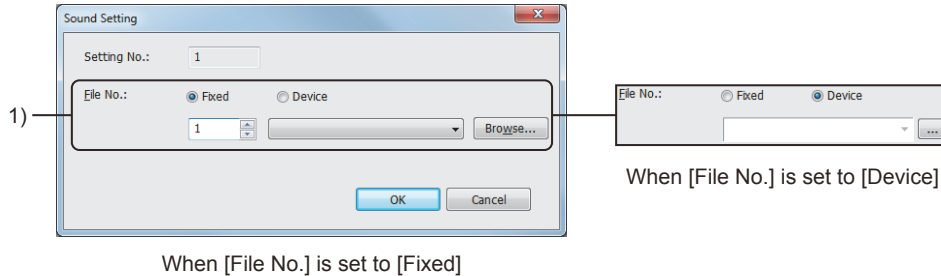 Sound Setting
x
Setting No.: 1
1)
File No.: Fixed Device
1 Browse...
OK Cancel
When [File No.] is set to [Fixed]
File No.: Fixed Device
...
When [File No.] is set to [Device]